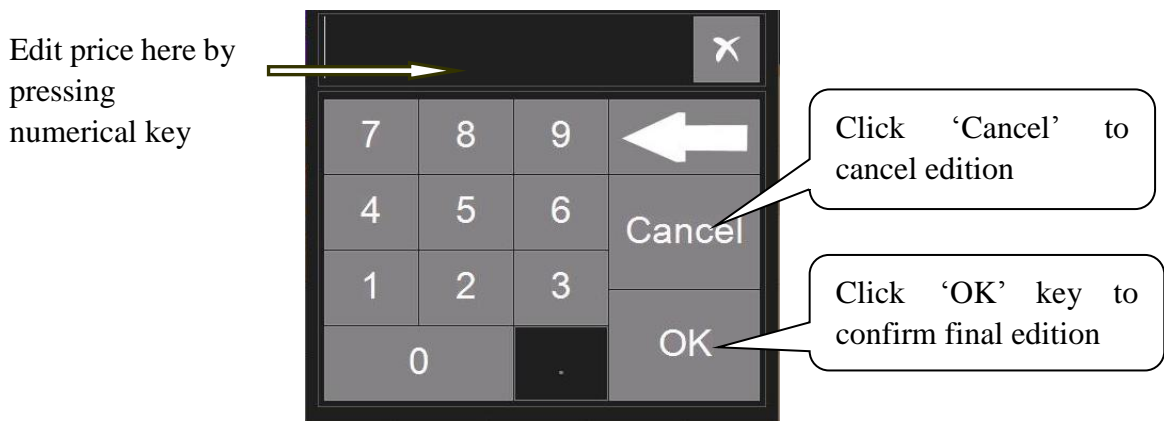 Edit price here by
pressing
numerical key
7 8 9
4 5 6 Cancel
1 2 3
0 . OK
Click ‘Cancel’ to
cancel edition
Click ‘OK’ key to
confirm final edition